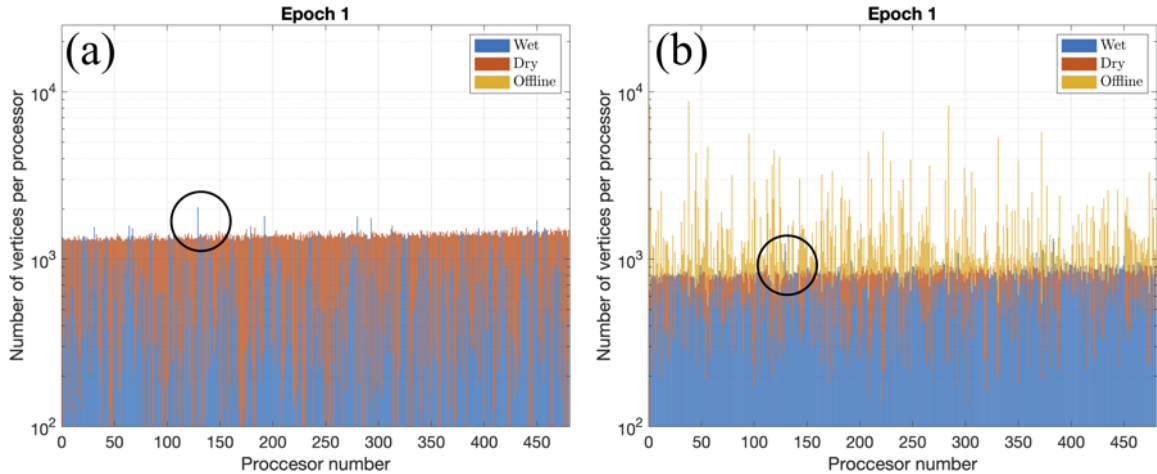 Epoch 1
(a)
Wet
Dry
Offline
Number of vertices per processor
10^4
10^3
10^2
0 50 100 150 200 250 300 350 400 450
Proccesor number
Epoch 1
(b)
Wet
Dry
Offline
Number of vertices per processor
10^4
10^3
10^2
0 50 100 150 200 250 300 350 400 450
Proccesor number